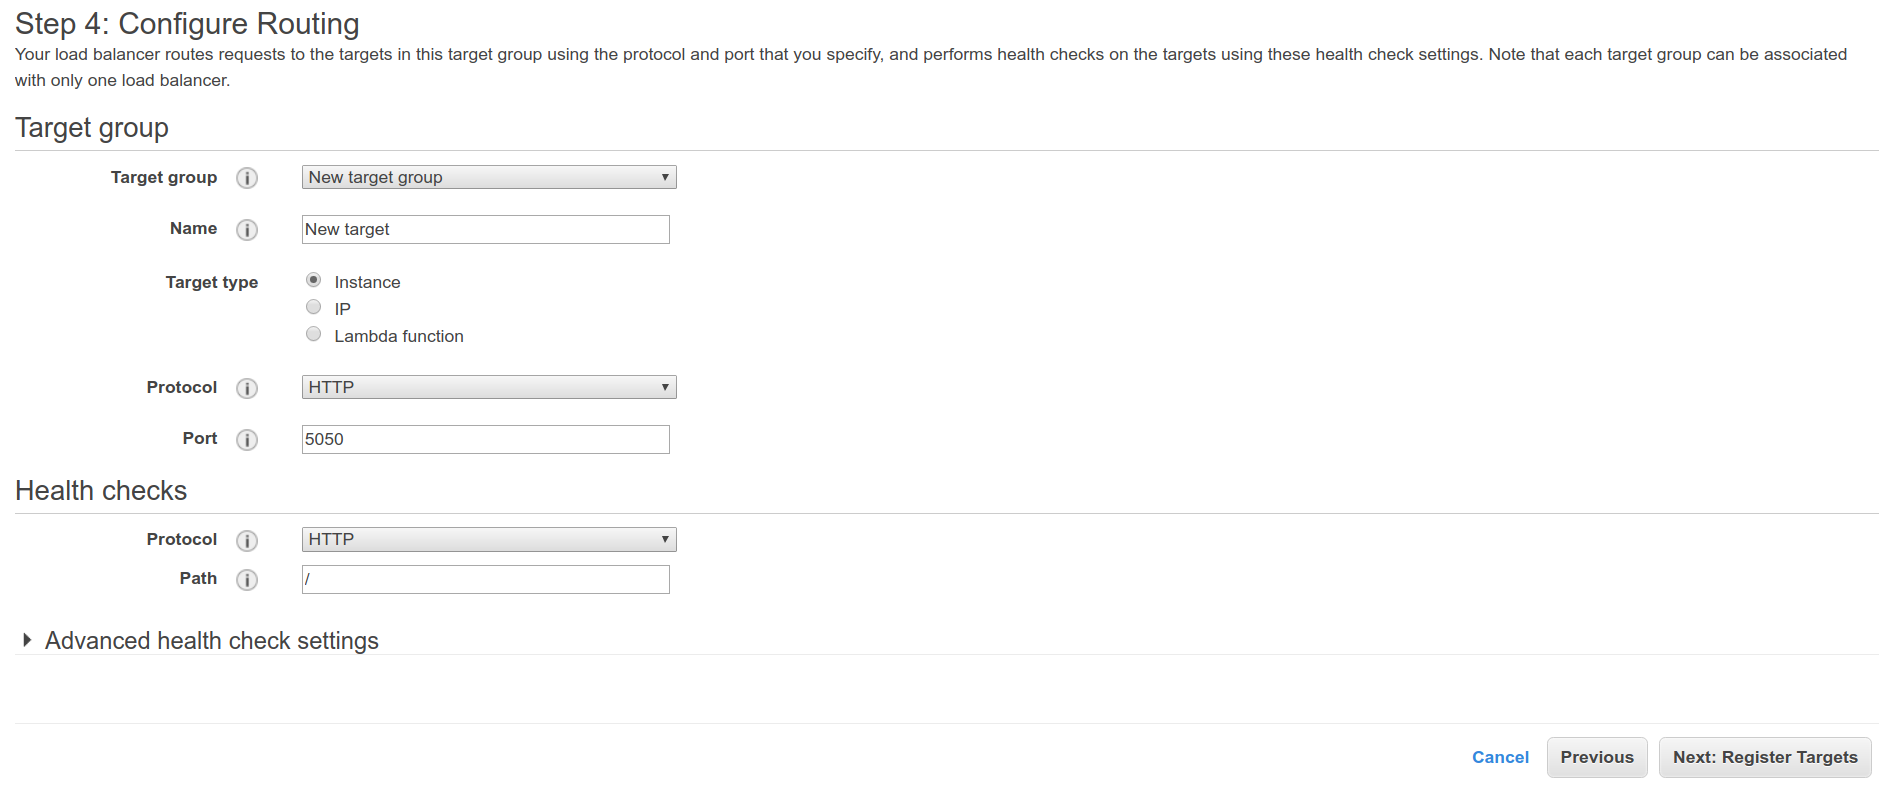 Step 4: Configure Routing
Your load balancer routes requests to the targets in this target group using the protocol and port that you specify, and performs health checks on the targets using these health check settings. Note that each target group can be associated
with only one load balancer.
Target group
Target group New target group
Name New target
Target type Instance
IP
Lambda function
Protocol HTTP
Port 5050
Health checks
Protocol HTTP
Path /
Advanced health check settings
Cancel Previous Next: Register Targets